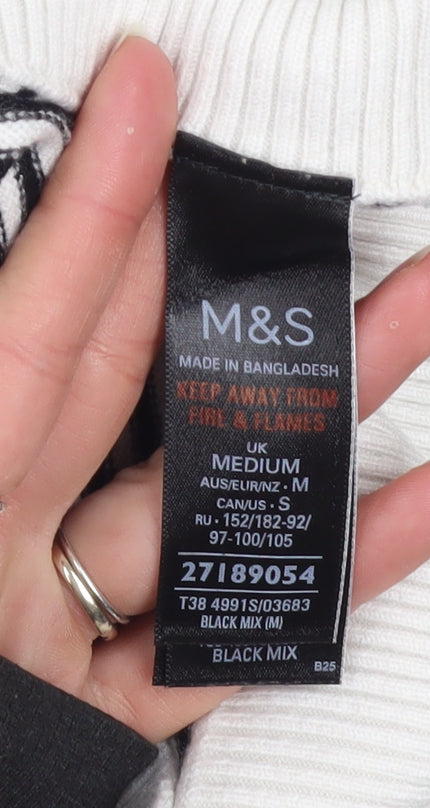 M&S
MADE IN BANGLADESH
KEEP AWAY FROM
FIRE & FLAMES
UK
MEDIUM
AUS/EUR/NZ • M
CAN/US • S
RU • 152/182-92/
97-100/105
27189054
T38 4991S/03683
BLACK MIX (M)
BLACK MIX
B25